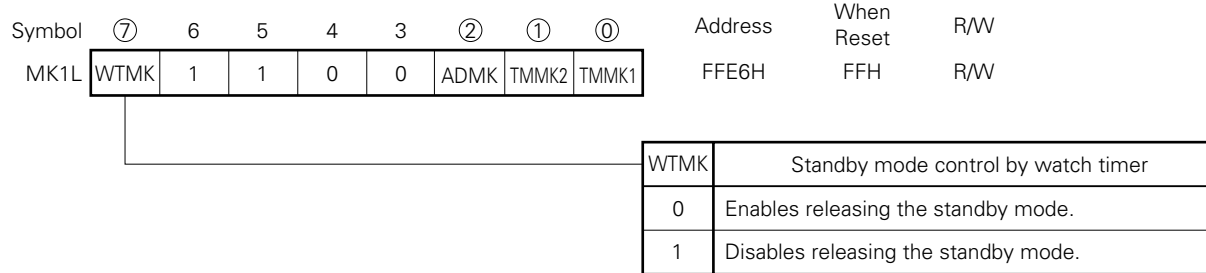 Symbol ⑦ 6 5 4 3 ② ① ⓪ Address When Reset R/W
MK1L WTMK 1 1 0 0 ADMK TMMK2 TMMK1 FFE6H FFH R/W
WTMK Standby mode control by watch timer
0 Enables releasing the standby mode.
1 Disables releasing the standby mode.